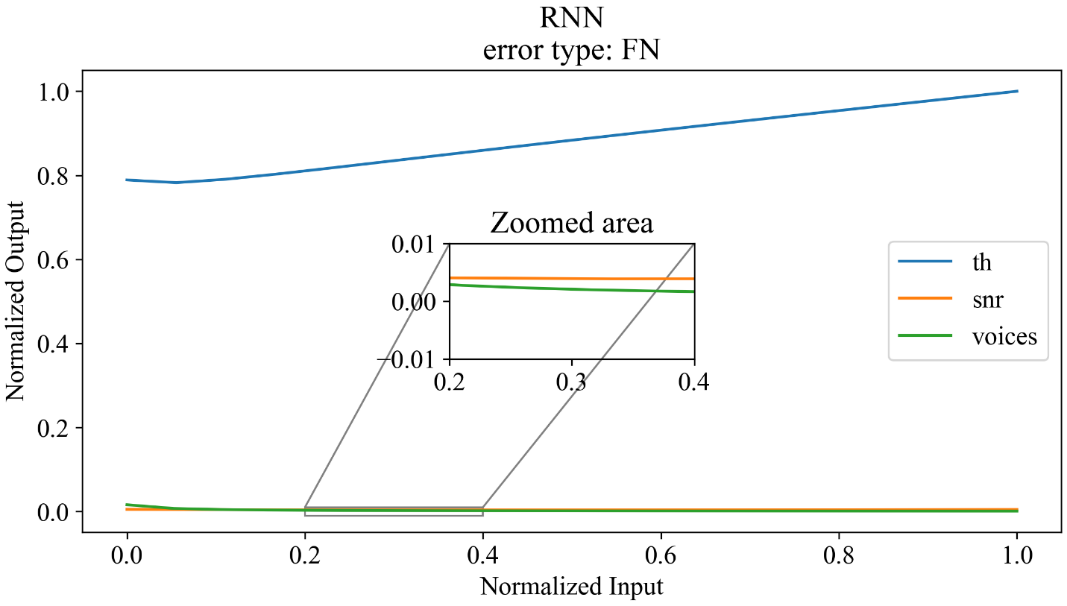 RNN
error type: FN
Normalized Output
1.0
0.8
0.6
0.4
0.2
0.0
Zoomed area
0.01
0.00
−0.01
0.2 0.3 0.4
th
snr
voices
0.0 0.2 0.4 0.6 0.8 1.0
Normalized Input